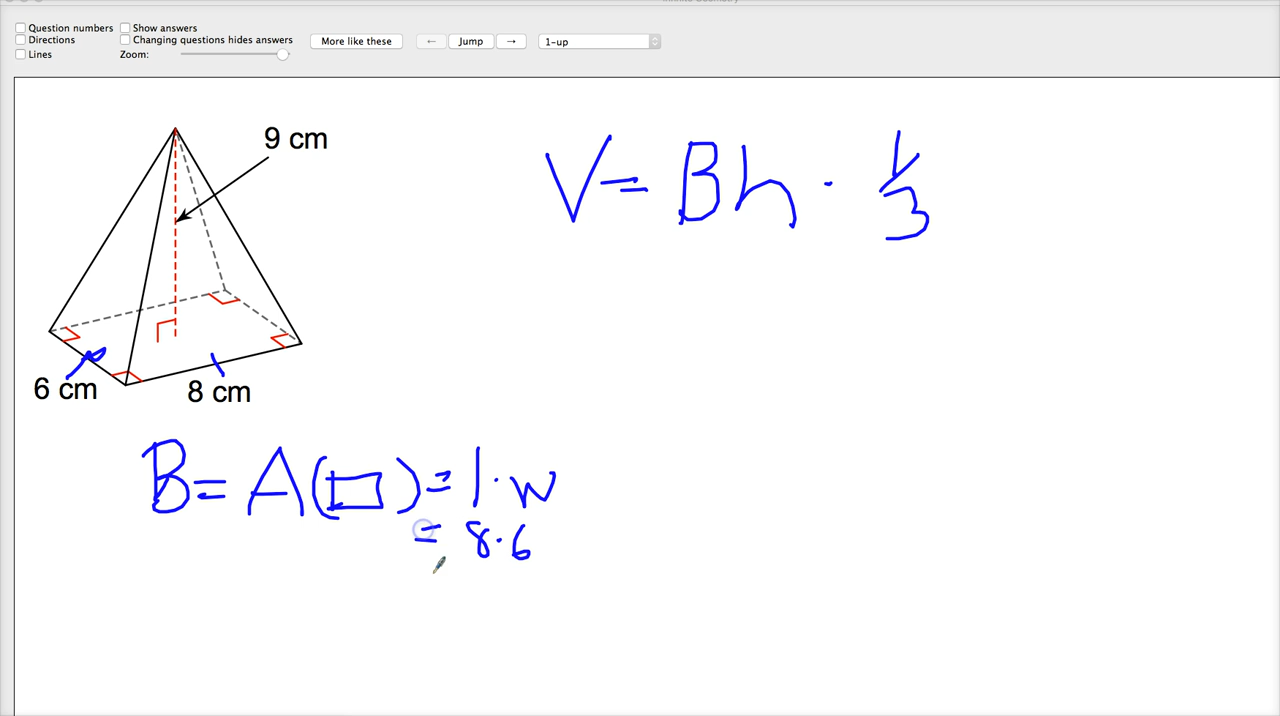 Question numbers
Show answers
Directions
Changing questions hides answers
Lines
Zoom:
More like these
←
Jump
→
1-up
9 cm
6 cm
8 cm
V = Bh · 1/3
B = A(▭) = l · w
= 8 · 6